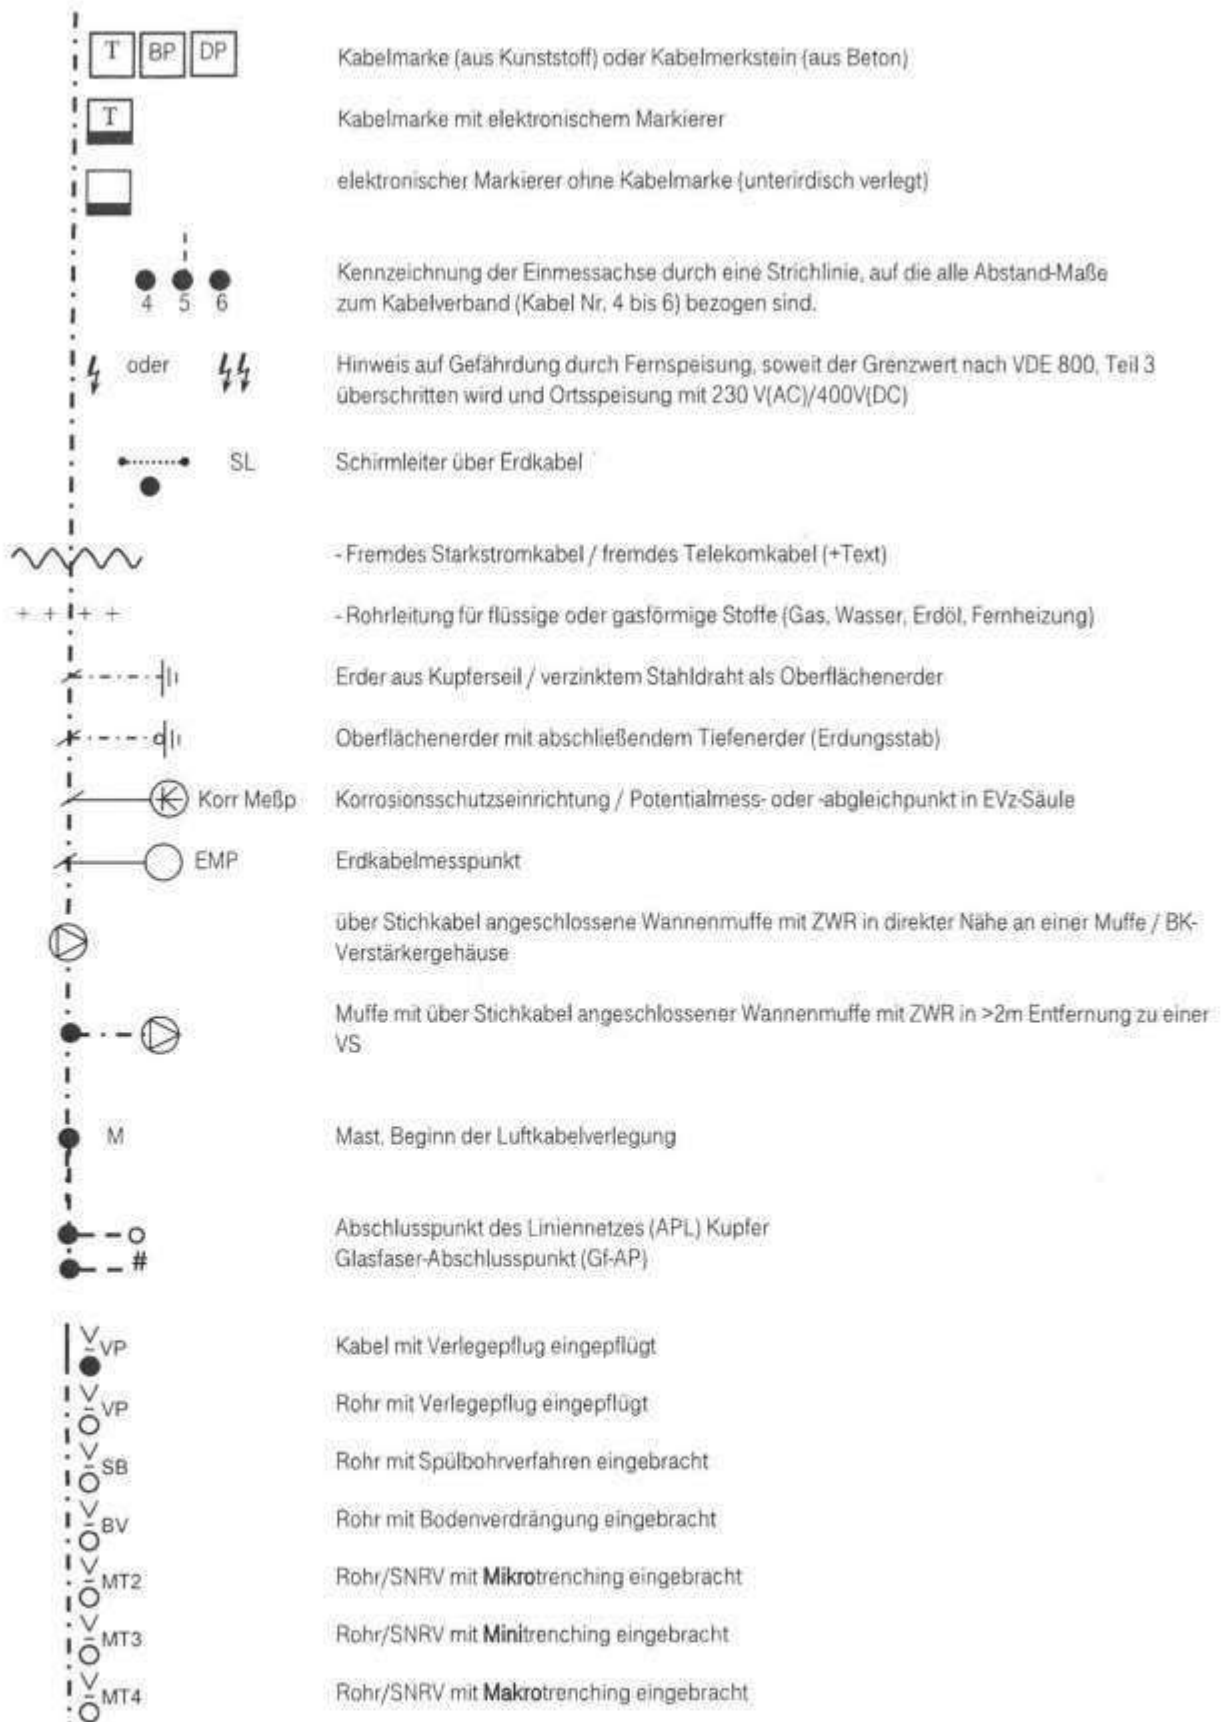 T BP DP Kabelmarke (aus Kunststoff) oder Kabelmerkstein (aus Beton)
T Kabelmarke mit elektronischem Markierer
elektronischer Markierer ohne Kabelmarke (unterirdisch verlegt)
4 5 6 Kennzeichnung der Einmessachse durch eine Strichlinie, auf die alle Abstand-Maße
zum Kabelverband (Kabel Nr. 4 bis 6) bezogen sind.
oder Hinweis auf Gefährdung durch Fernspeisung, soweit der Grenzwert nach VDE 800, Teil 3
überschritten wird und Ortsspeisung mit 230 V(AC)/400V(DC)
SL Schirmleiter über Erdkabel
- Fremdes Starkstromkabel / fremdes Telekomkabel (+Text)
- Rohrleitung für flüssige oder gasförmige Stoffe (Gas, Wasser, Erdöl, Fernheizung)
Erder aus Kupferseil / verzinktem Stahldraht als Oberflächenerder
Oberflächenerder mit abschließendem Tiefenerder (Erdungsstab)
Korr Meßp Korrosionsschutzseinrichtung / Potentialmess- oder -abgleichpunkt in EVz-Säule
EMP Erdkabelmesspunkt
über Stichkabel angeschlossene Wannenmuffe mit ZWR in direkter Nähe an einer Muffe / BK-
Verstärkergehäuse
Muffe mit über Stichkabel angeschlossener Wannenmuffe mit ZWR in >2m Entfernung zu einer
VS
M Mast, Beginn der Luftkabelverlegung
Abschlusspunkt des Liniennetzes (APL) Kupfer
# Glasfaser-Abschlusspunkt (Gf-AP)
VP Kabel mit Verlegepflug eingepflügt
VP Rohr mit Verlegepflug eingepflügt
SB Rohr mit Spülbohrverfahren eingebracht
BV Rohr mit Bodenverdrängung eingebracht
MT2 Rohr/SNRV mit Mikrotrenching eingebracht
MT3 Rohr/SNRV mit Minitrenching eingebracht
MT4 Rohr/SNRV mit Makrotrenching eingebracht